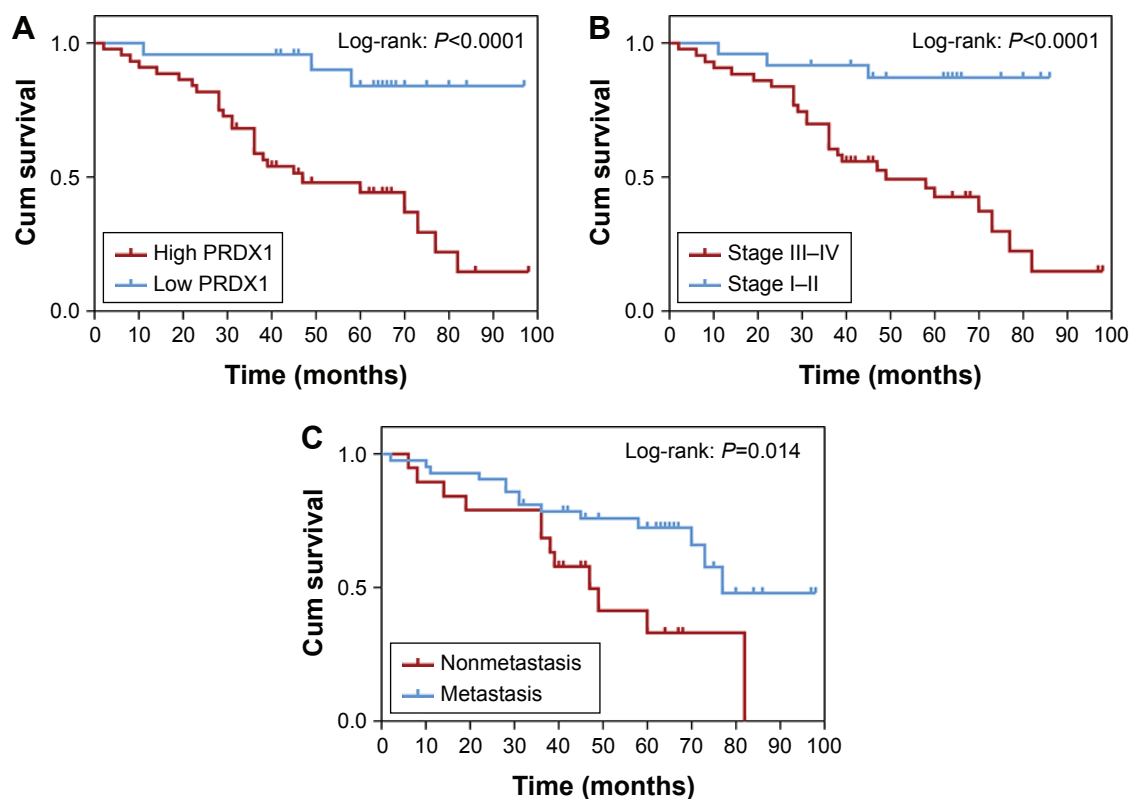 A
Log-rank: P<0.0001
Cum survival
1.0
0.5
0.0
High PRDX1
Low PRDX1
0 10 20 30 40 50 60 70 80 90 100
Time (months)
B
Log-rank: P<0.0001
Cum survival
1.0
0.5
0.0
Stage III–IV
Stage I–II
0 10 20 30 40 50 60 70 80 90 100
Time (months)
C
Log-rank: P=0.014
Cum survival
1.0
0.5
0.0
Nonmetastasis
Metastasis
0 10 20 30 40 50 60 70 80 90 100
Time (months)